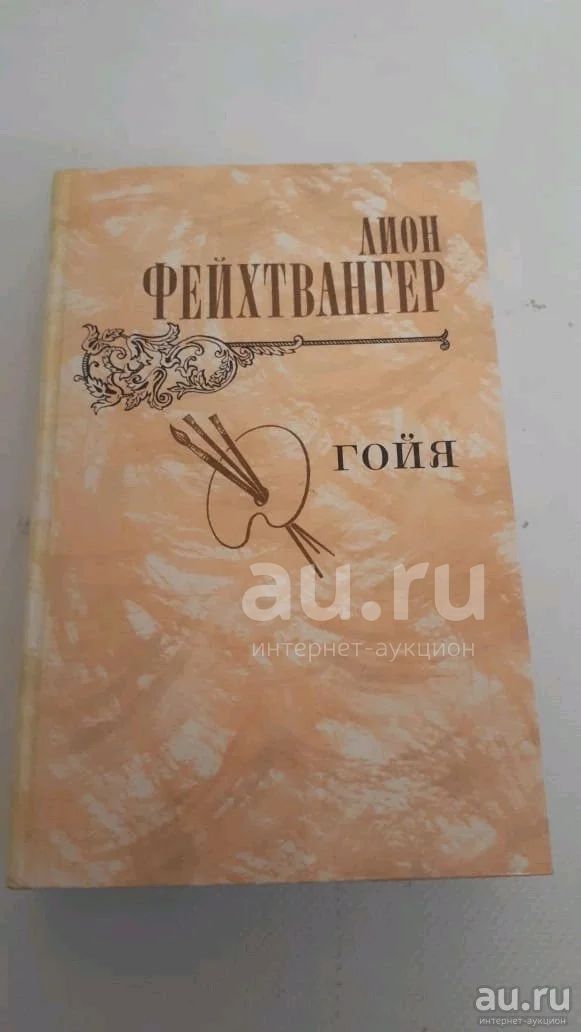 ЛИОН
ФЕЙХТВАНГЕР
ГОЙЯ
au.ru
интернет-аукцион
au.ru
интернет-аукцион